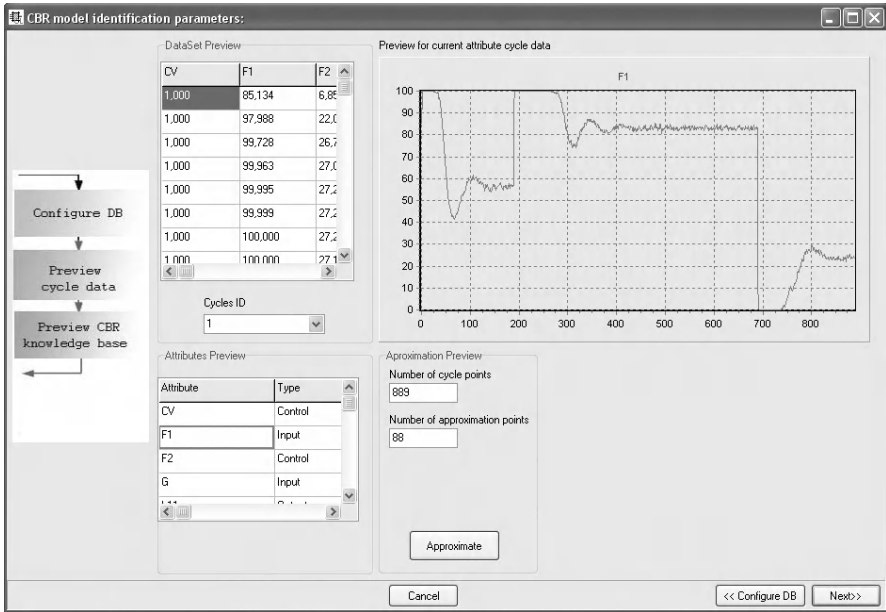 CBR model identification parameters:
DataSet Preview
CV F1 F2
1,000 85,134
1,000 97,988
1,000 99,728
1,000 99,963
1,000 99,995
1,000 99,999
1,000 100,000
1,000 100,000
Cycles ID
1
Configure DB
Preview
cycle data
Preview CBR
knowledge base
Preview for current attribute cycle data
F1
100
90
80
70
60
50
40
30
20
10
0
0 100 200 300 400 500 600 700 800
Attributes Preview
Attribute Type
CV Control
F1 Input
F2 Control
G Input
Aproximation Preview
Number of cycle points
889
Number of approximation points
88
Approximate
Cancel
<< Configure DB
Next>>